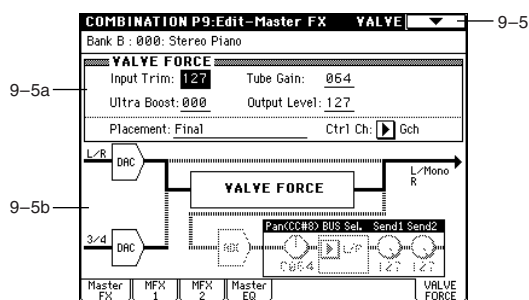 COMBINATION P9:Edit-Master FX VALVE
9-5
Bank B : 000: Stereo Piano
9-5a
VALVE FORCE
Input Trim: 127 Tube Gain: 064
Ultra Boost: 000 Output Level: 127
Placement: Final Ctrl Ch: Gch
L/R DAC
L/Mono
R
VALVE FORCE
9-5b
Pan(CC#8) BUS Sel. Send1 Send2
3/4 DAC ADC L/R
C064 127 127
Master FX MFX 1 MFX 2 Master EQ VALVE FORCE